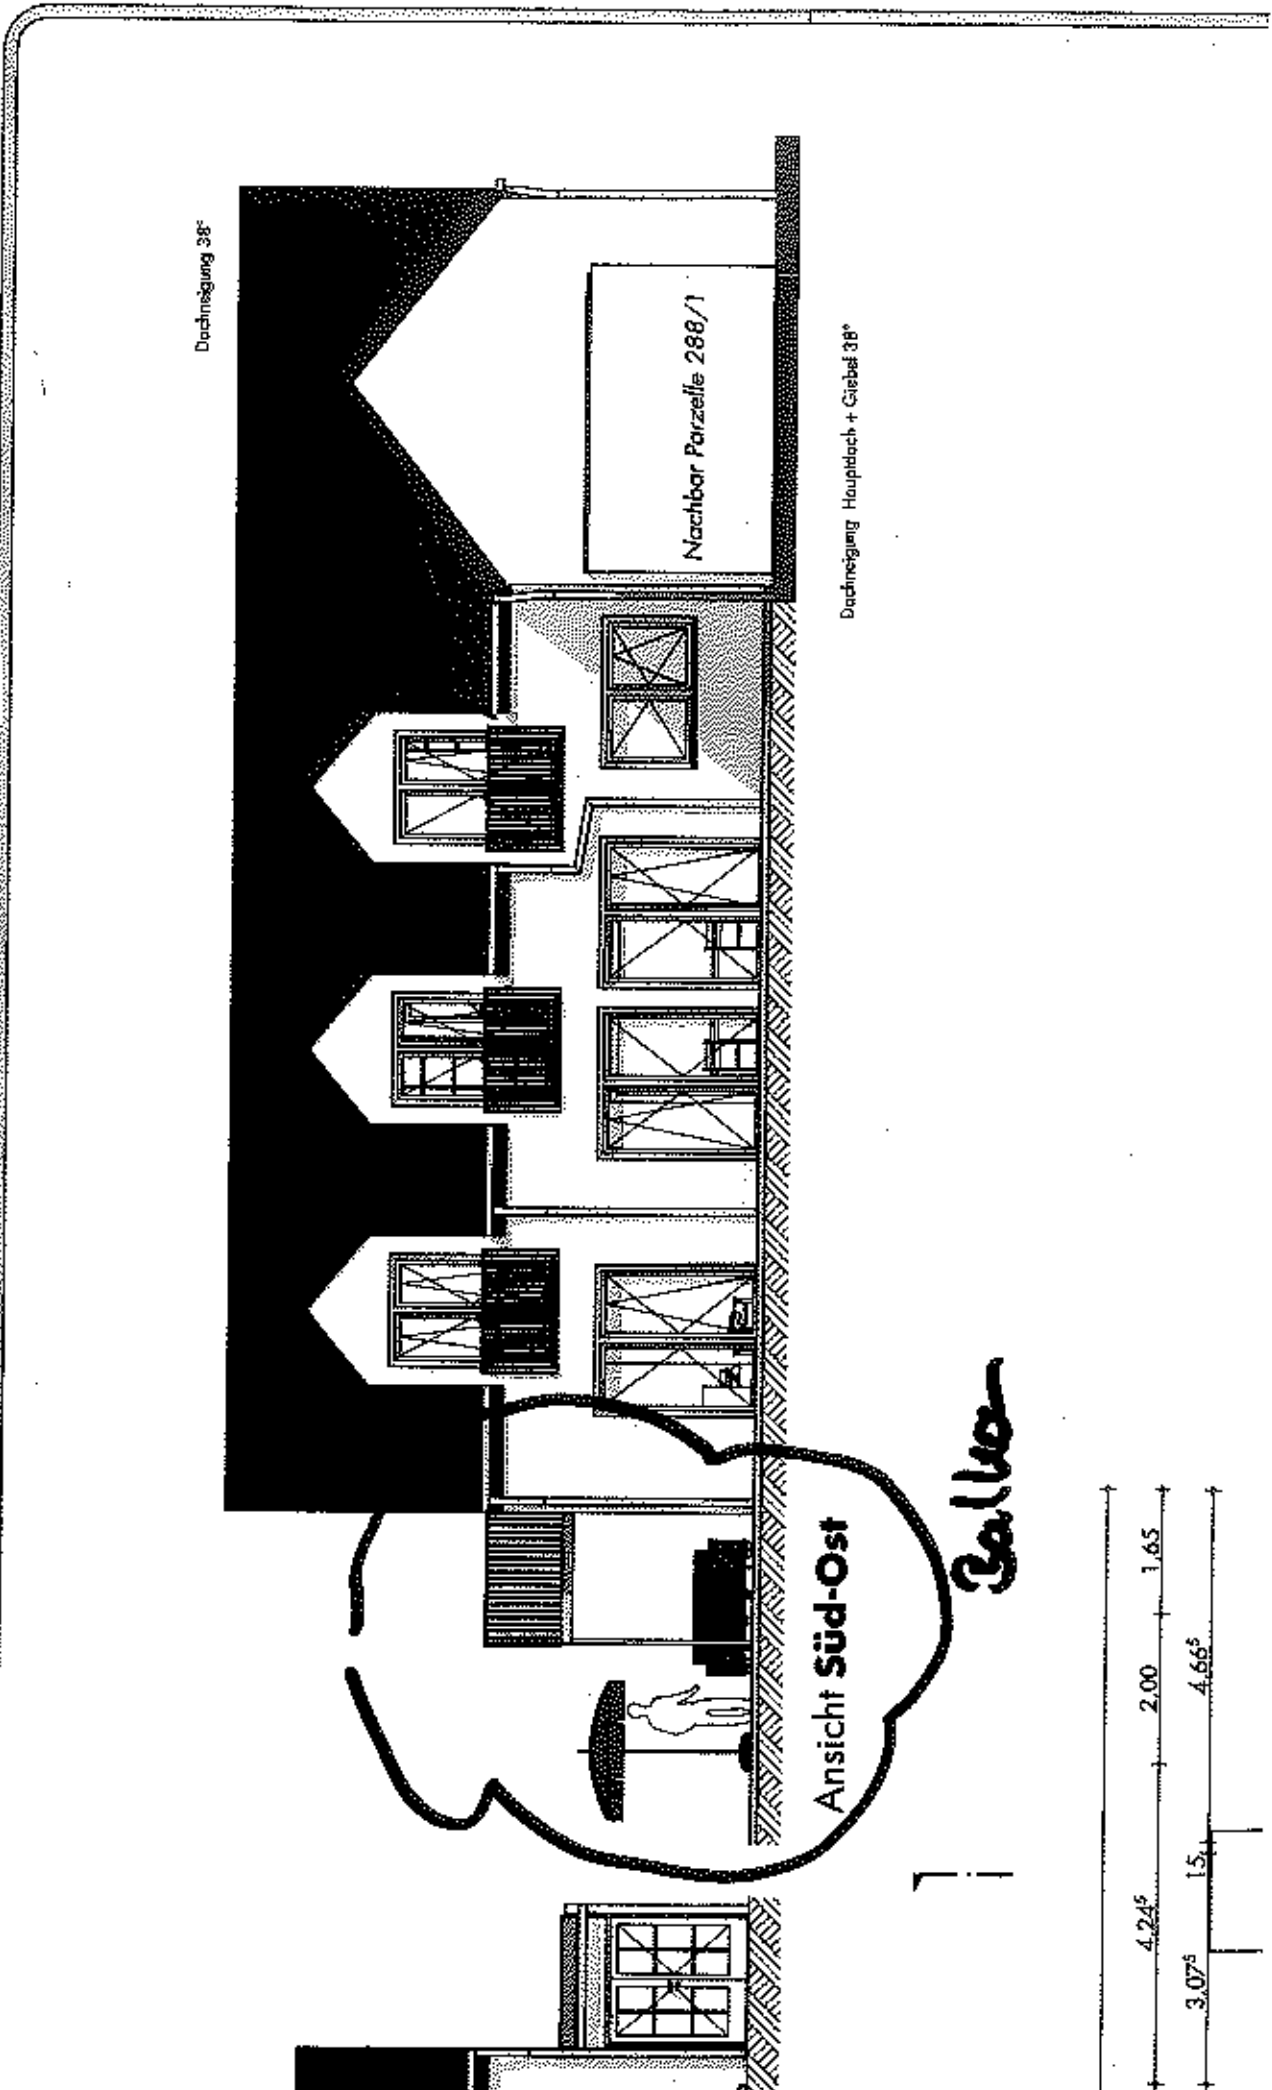 Dachneigung 38°
Nachbar Parzelle 288/1
Dachneigung Hauptdach + Giebel 38°
Ansicht Süd-Ost
1.65
2.00
4.24⁵
4.66⁵
15
3.07⁵